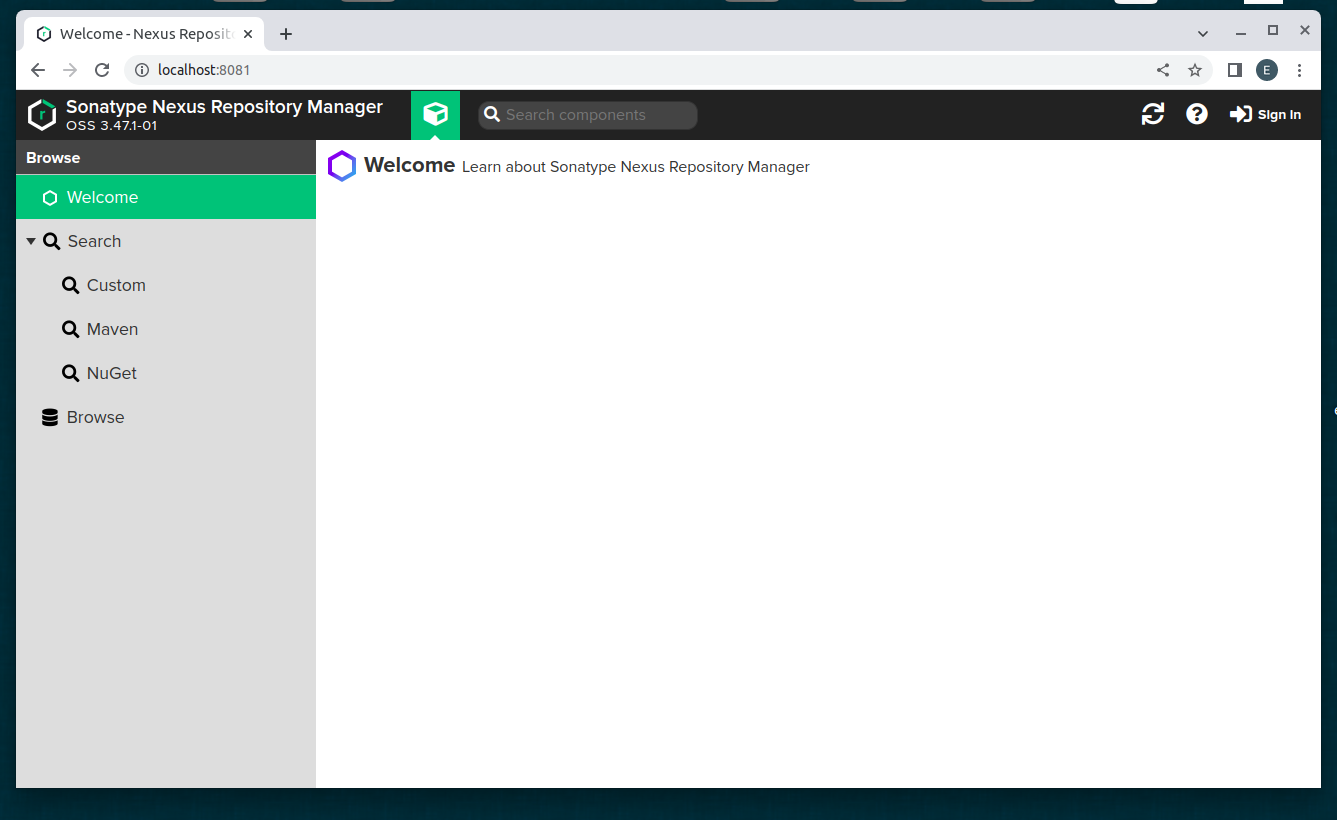 Welcome - Nexus Reposit
localhost:8081
E
Sonatype Nexus Repository Manager
OSS 3.47.1-01
Search components
Sign In
Browse
Welcome
Search
Custom
Maven
NuGet
Browse
Welcome Learn about Sonatype Nexus Repository Manager